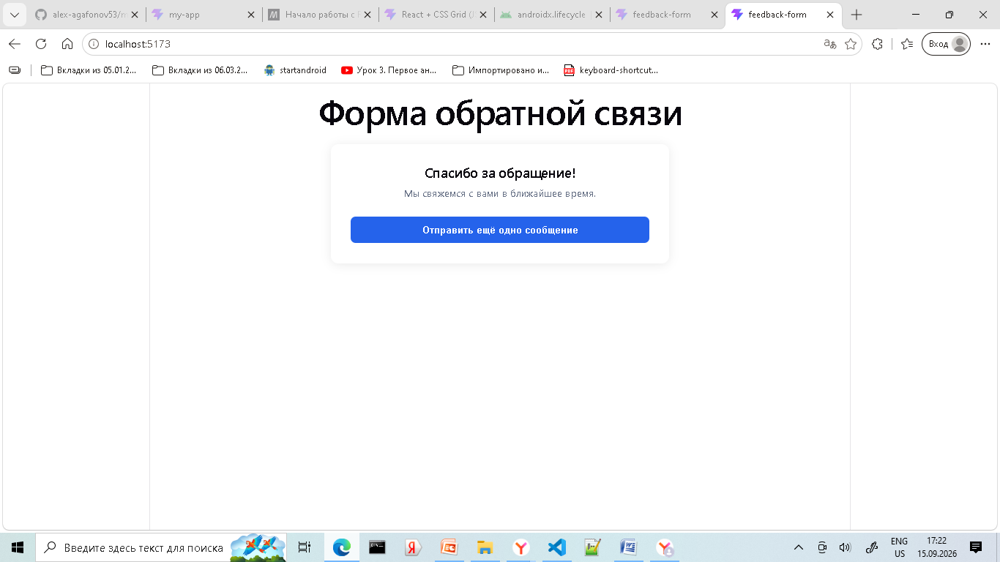 alex-agafonov53/m
my-app
Начало работы с R
React + CSS Grid (J
androidx.lifecycle
feedback-form
feedback-form
localhost:5173
Вход
Вкладки из 05.01.2...
Вкладки из 06.03.2...
startandroid
Урок 3. Первое ан...
Импортировано и...
keyboard-shortcut...
Форма обратной связи
Спасибо за обращение!
Мы свяжемся с вами в ближайшее время.
Отправить ещё одно сообщение
Введите здесь текст для поиска
ENG
US
17:22
15.09.2026